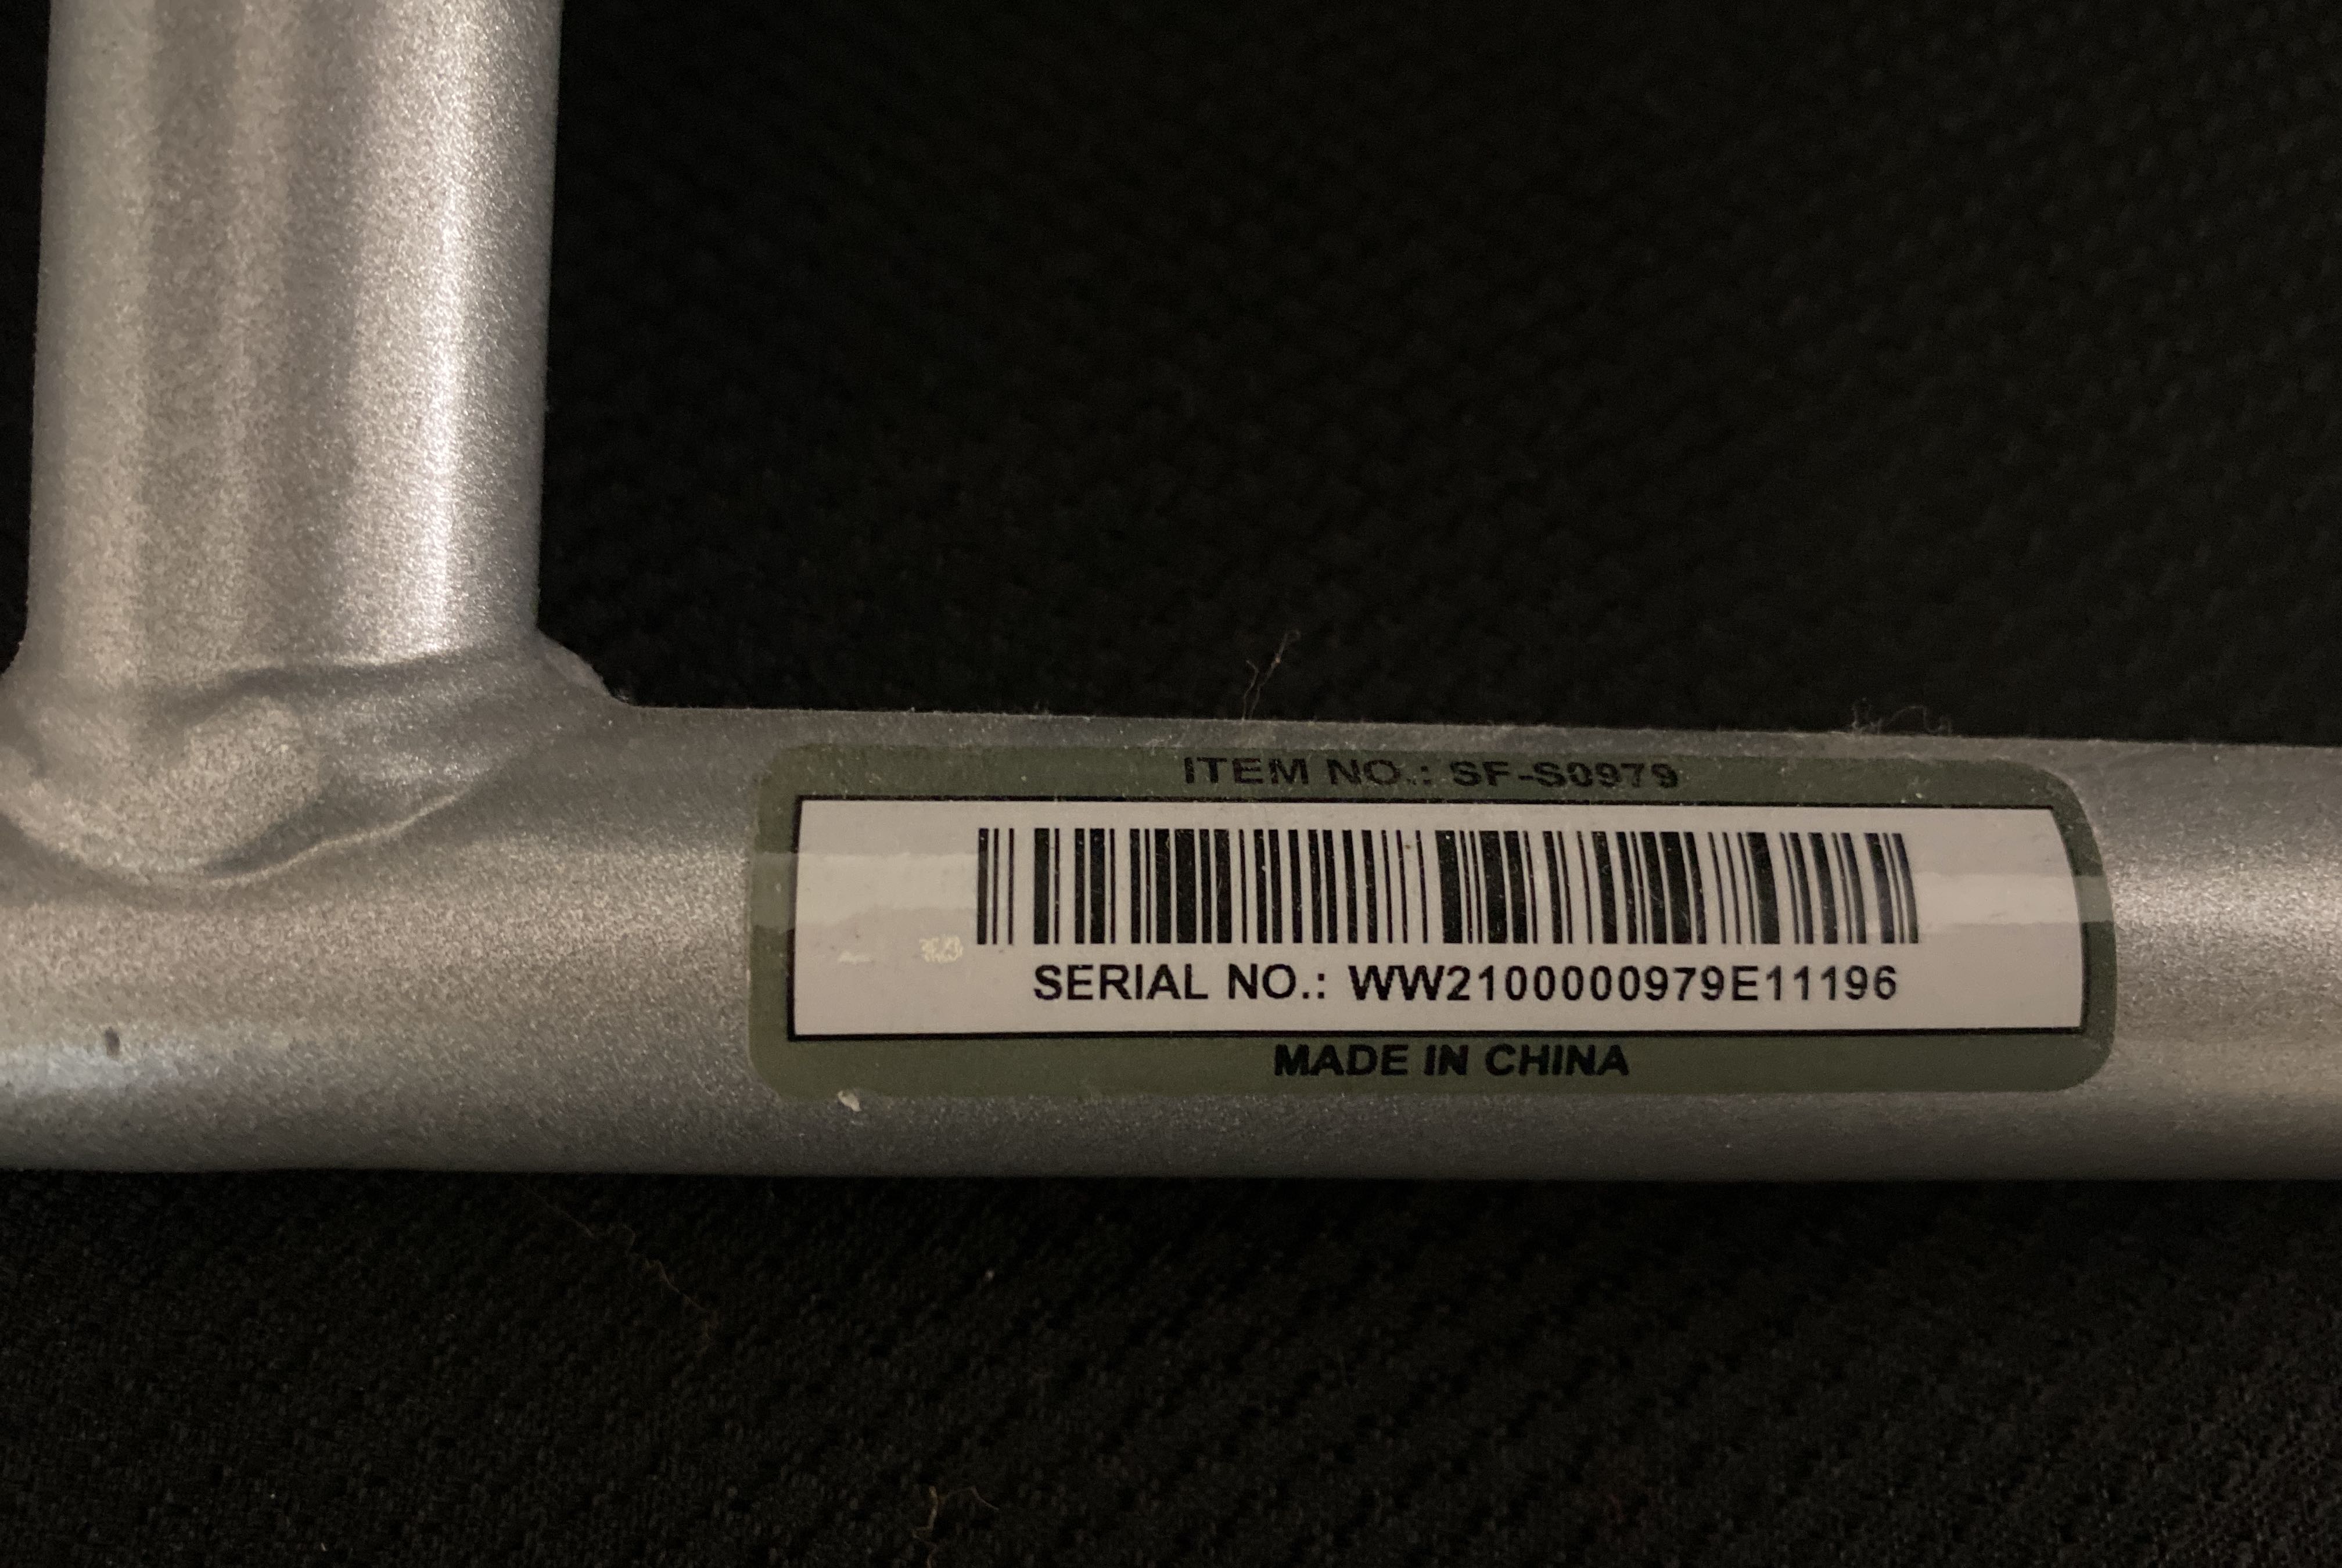 ITEM NO.: SF-S0979
SERIAL NO.: WW2100000979E11196
MADE IN CHINA